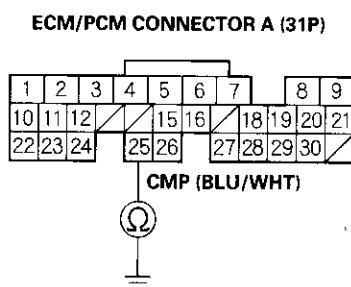 ECM/PCM CONNECTOR A (31P)
1 2 3 4 5 6 7 8 9
10 11 12 15 16 18 19 20 21
22 23 24 25 26 27 28 29 30
CMP (BLU/WHT)
Ω